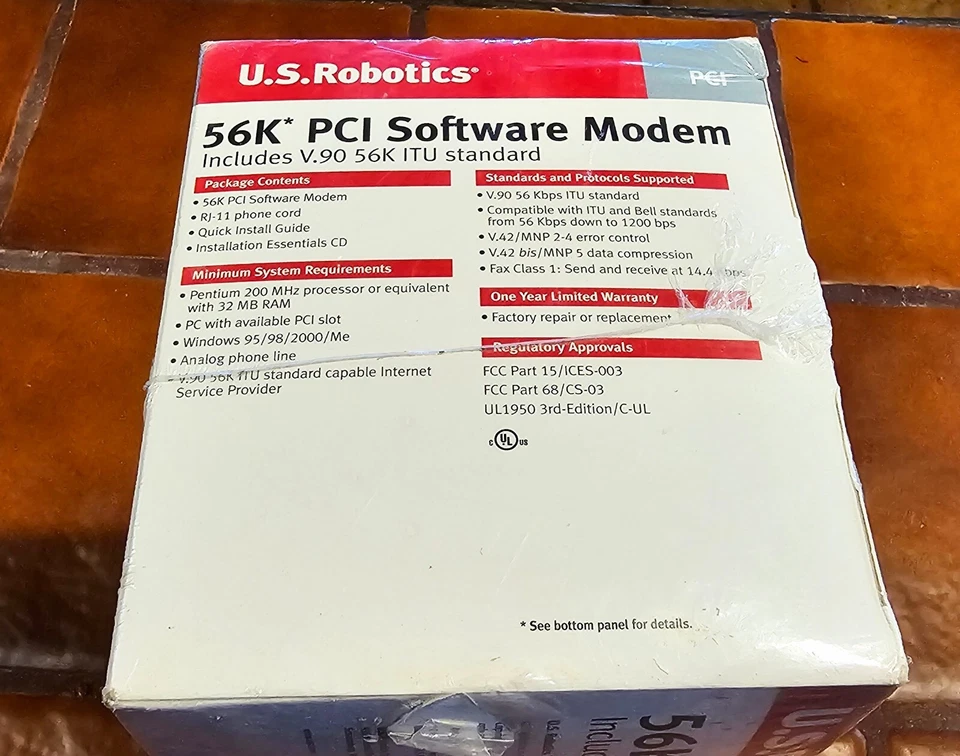 U.S.Robotics®
PCI
56K* PCI Software Modem
Includes V.90 56K ITU standard
Package Contents
• 56K PCI Software Modem
• RJ-11 phone cord
• Quick Install Guide
• Installation Essentials CD
Minimum System Requirements
• Pentium 200 MHz processor or equivalent
with 32 MB RAM
• PC with available PCI slot
• Windows 95/98/2000/Me
• Analog phone line
• V.90 56K ITU standard capable Internet
Service Provider
Standards and Protocols Supported
• V.90 56 Kbps ITU standard
• Compatible with ITU and Bell standards
from 56 Kbps down to 1200 bps
• V.42/MNP 2-4 error control
• V.42 bis/MNP 5 data compression
• Fax Class 1: Send and receive at 14.4 Kbps
One Year Limited Warranty
• Factory repair or replacement
Regulatory Approvals
FCC Part 15/ICES-003
FCC Part 68/CS-03
UL1950 3rd-Edition/C-UL
C UL US
* See bottom panel for details.
U.S
56K
Inclu